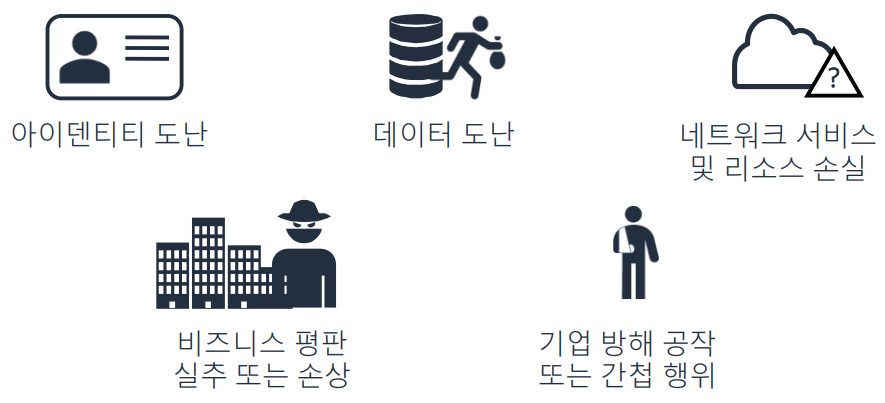 아이덴티티 도난
데이터 도난
네트워크 서비스
및 리소스 손실
?
비즈니스 평판
실추 또는 손상
기업 방해 공작
또는 간첩 행위